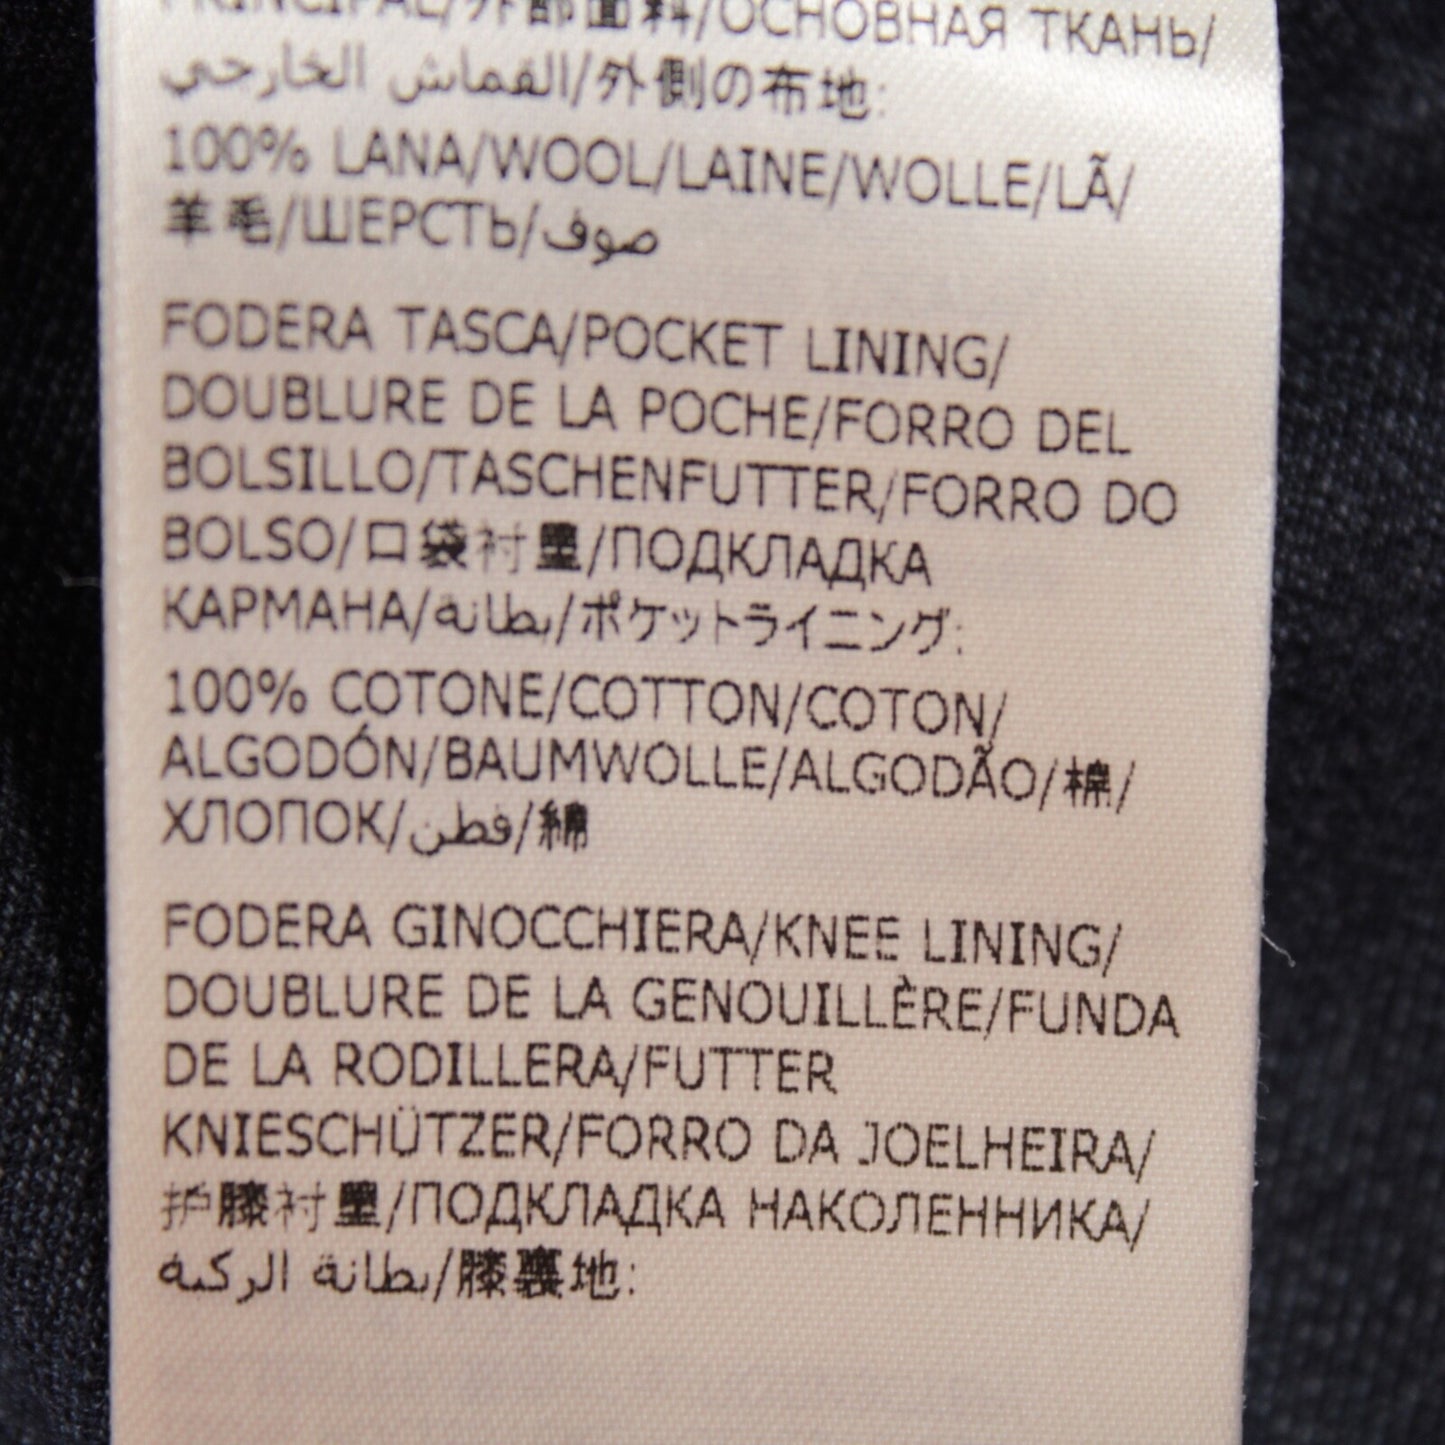 PRINCIPAL/外部面料/ОСНОВНАЯ ТКАНЬ/
القماش الخارجي/外側の布地:
100% LANA/WOOL/LAINE/WOLLE/LÃ/
羊毛/ШЕРСТЬ/صوف
FODERA TASCA/POCKET LINING/
DOUBLURE DE LA POCHE/FORRO DEL
BOLSILLO/TASCHENFUTTER/FORRO DO
BOLSO/口袋衬里/ПОДКЛАДКА
КАРМАНА/بطانة/ポケットライニング:
100% COTONE/COTTON/COTON/
ALGODÓN/BAUMWOLLE/ALGODÃO/棉/
ХЛОПОК/قطن/綿
FODERA GINOCCHIERA/KNEE LINING/
DOUBLURE DE LA GENOUILLÈRE/FUNDA
DE LA RODILLERA/FUTTER
KNIESCHÜTZER/FORRO DA JOELHEIRA/
护膝衬里/ПОДКЛАДКА НАКОЛЕННИКА/
بطانة الركبة/膝裏地: